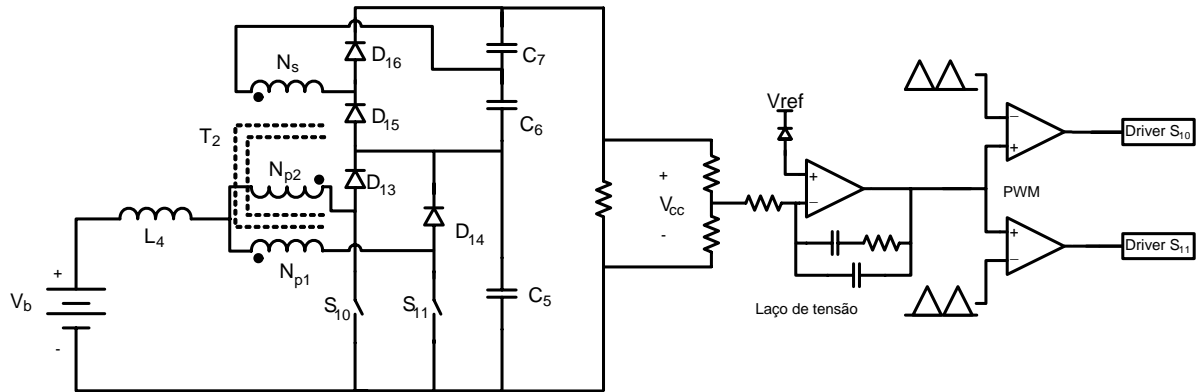 Ns
D16
C7
D15
C6
T2
Np2
D13
L4
D14
Np1
Vb
+
-
S10
S11
C5
+
Vcc
-
Vref
+
−
Laço de tensão
PWM
−
+
Driver S10
+
−
Driver S11